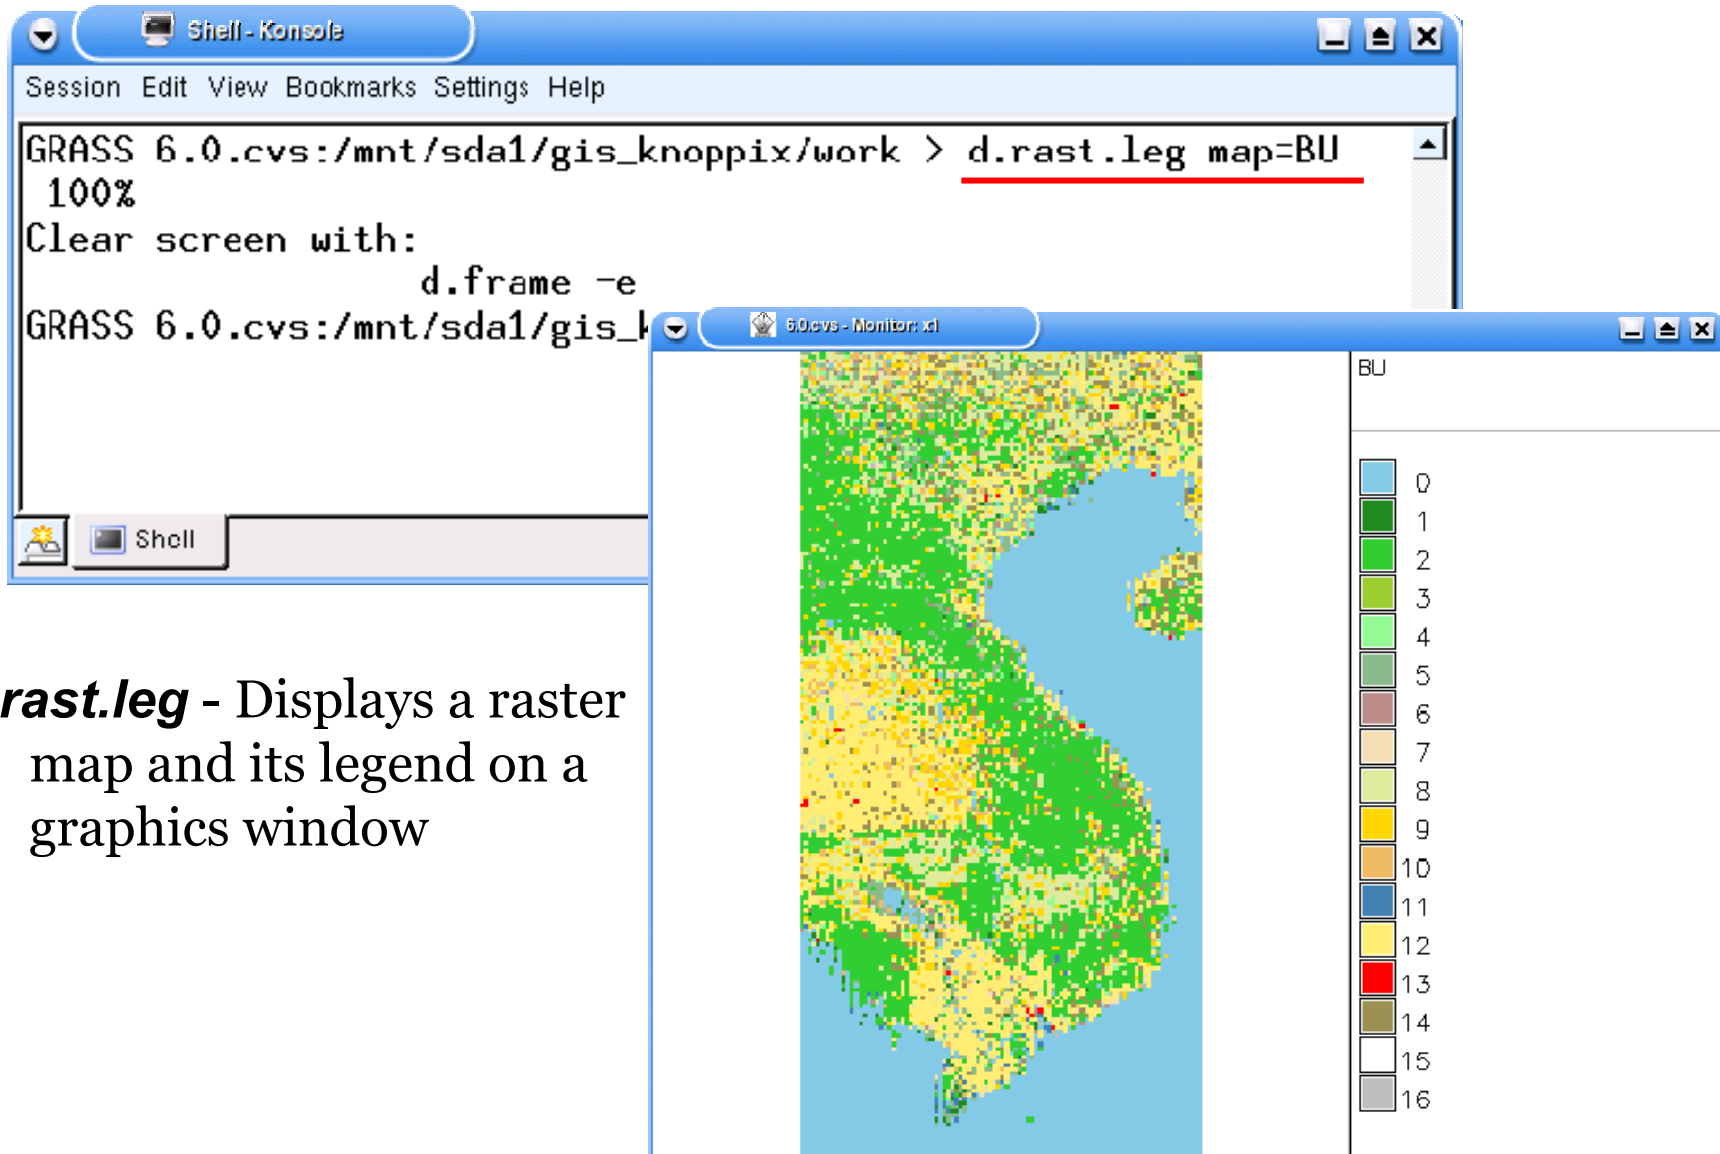 Shell - Konsole
Session Edit View Bookmarks Settings Help
GRASS 6.0.cvs:/mnt/sda1/gis_knoppix/work > d.rast.leg map=BU
100%
Clear screen with:
d.frame -e
GRASS 6.0.cvs:/mnt/sda1/gis_
Shell
6.0.cvs - Monitor: x1
BU
0
1
2
3
4
5
6
7
8
9
10
11
12
13
14
15
16
rast.leg - Displays a raster
map and its legend on a
graphics window